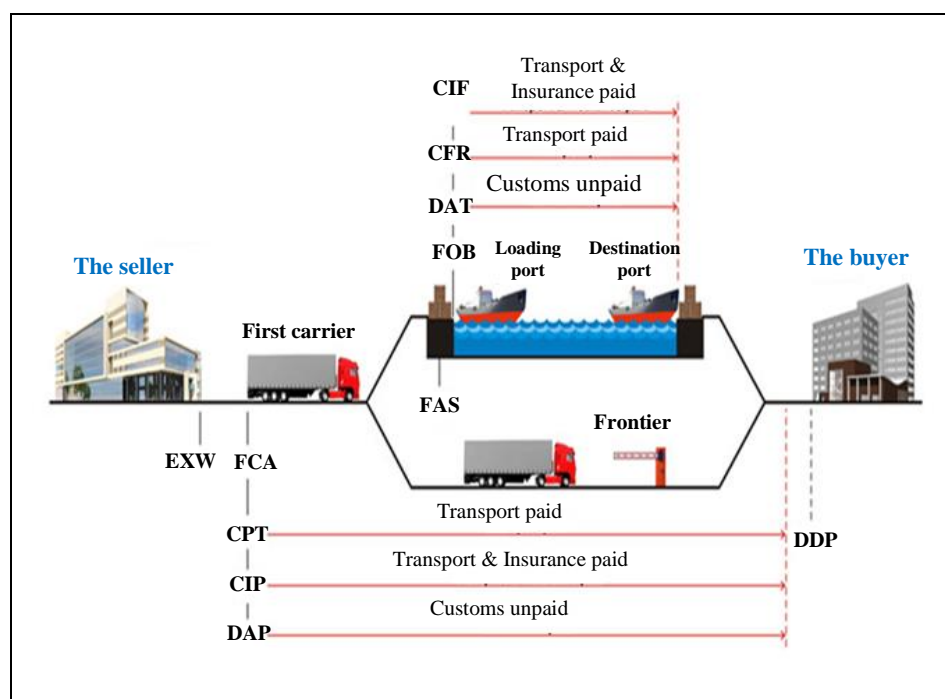 Transport &
Insurance paid
CIF
Transport paid
CFR
Customs unpaid
DAT
FOB
Loading
port
Destination
port
The seller
The buyer
First carrier
FAS
Frontier
EXW
FCA
Transport paid
CPT
DDP
Transport & Insurance paid
CIP
Customs unpaid
DAP